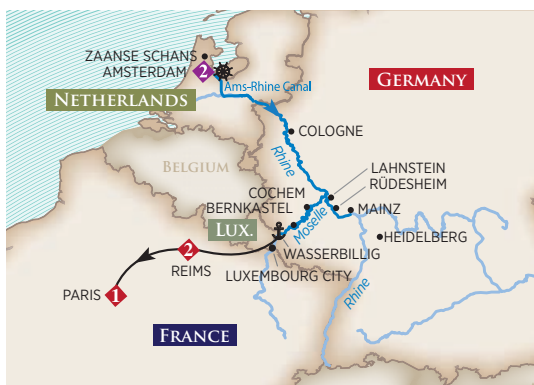 ZAANSE SCHANS
AMSTERDAM
2
NETHERLANDS
Ams-Rhine Canal
GERMANY
COLOGNE
Rhine
BELGIUM
LAHNSTEIN
RÜDESHEIM
COCHEM
BERNKASTEL
MAINZ
Moselle
LUX.
HEIDELBERG
WASSERBILLIG
2
REIMS
LUXEMBOURG CITY
Rhine
PARIS
1
FRANCE